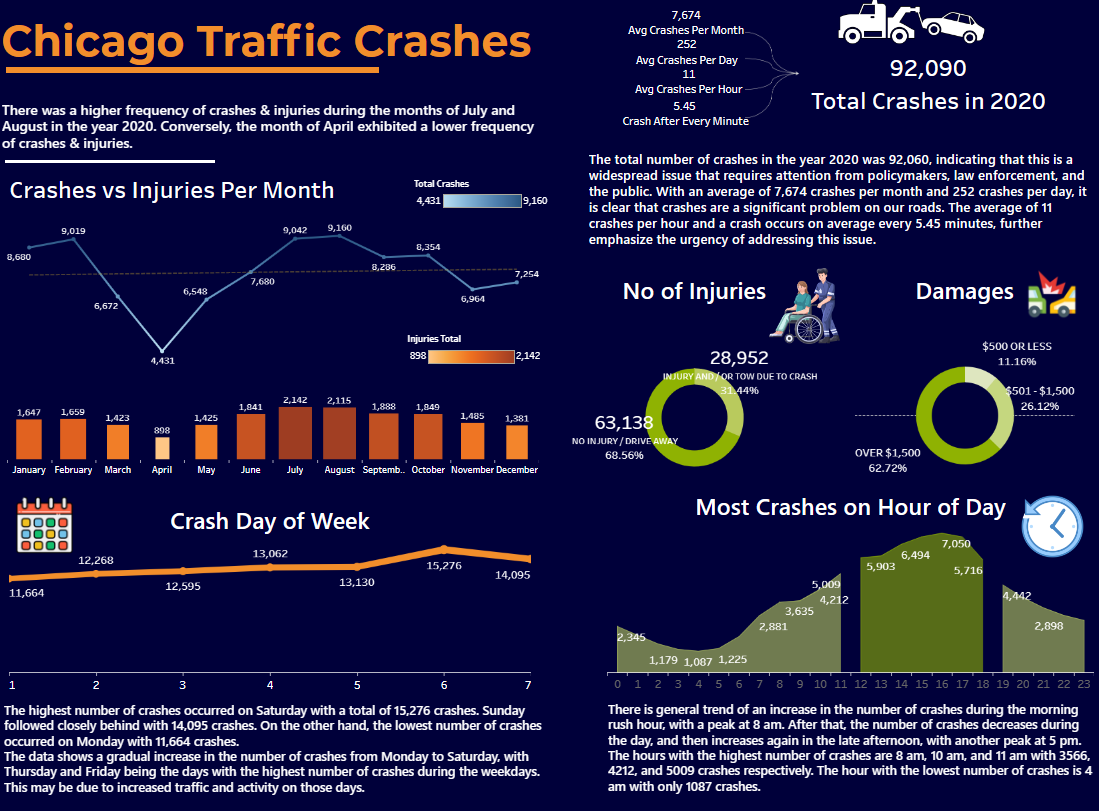 Chicago Traffic Crashes
There was a higher frequency of crashes & injuries during the months of July and
August in the year 2020. Conversely, the month of April exhibited a lower frequency
of crashes & injuries.
7,674
Avg Crashes Per Month
252
Avg Crashes Per Day
11
Avg Crashes Per Hour
5.45
Crash After Every Minute
92,090
Total Crashes in 2020
The total number of crashes in the year 2020 was 92,060, indicating that this is a
widespread issue that requires attention from policymakers, law enforcement, and
the public. With an average of 7,674 crashes per month and 252 crashes per day, it
is clear that crashes are a significant problem on our roads. The average of 11
crashes per hour and a crash occurs on average every 5.45 minutes, further
emphasize the urgency of addressing this issue.
Crashes vs Injuries Per Month
Total Crashes
4,431 9,160
8,680
9,019
6,672
4,431
6,548
7,680
9,042
9,160
8,286
8,354
6,964
7,254
Injuries Total
898 2,142
1,647 1,659 1,423 898 1,425 1,841 2,142 2,115 1,888 1,849 1,485 1,381
January February March April May June July August Septemb.. October November December
No of Injuries
28,952
INJURY AND / OR TOW DUE TO CRASH
31.44%
63,138
NO INJURY / DRIVE AWAY
68.56%
Damages
$500 OR LESS
11.16%
$501 - $1,500
26.12%
OVER $1,500
62.72%
Crash Day of Week
11,664
12,268
12,595
13,062
13,130
15,276
14,095
1 2 3 4 5 6 7
The highest number of crashes occurred on Saturday with a total of 15,276 crashes. Sunday
followed closely behind with 14,095 crashes. On the other hand, the lowest number of crashes
occurred on Monday with 11,664 crashes.
The data shows a gradual increase in the number of crashes from Monday to Saturday, with
Thursday and Friday being the days with the highest number of crashes during the weekdays.
This may be due to increased traffic and activity on those days.
Most Crashes on Hour of Day
2,345
1,179
1,087
1,225
2,881
3,635
4,212
5,009
5,903
6,494
7,050
5,716
4,442
2,898
0 1 2 3 4 5 6 7 8 9 10 11 12 13 14 15 16 17 18 19 20 21 22 23
There is general trend of an increase in the number of crashes during the morning
rush hour, with a peak at 8 am. After that, the number of crashes decreases during
the day, and then increases again in the late afternoon, with another peak at 5 pm.
The hours with the highest number of crashes are 8 am, 10 am, and 11 am with 3566,
4212, and 5009 crashes respectively. The hour with the lowest number of crashes is 4
am with only 1087 crashes.